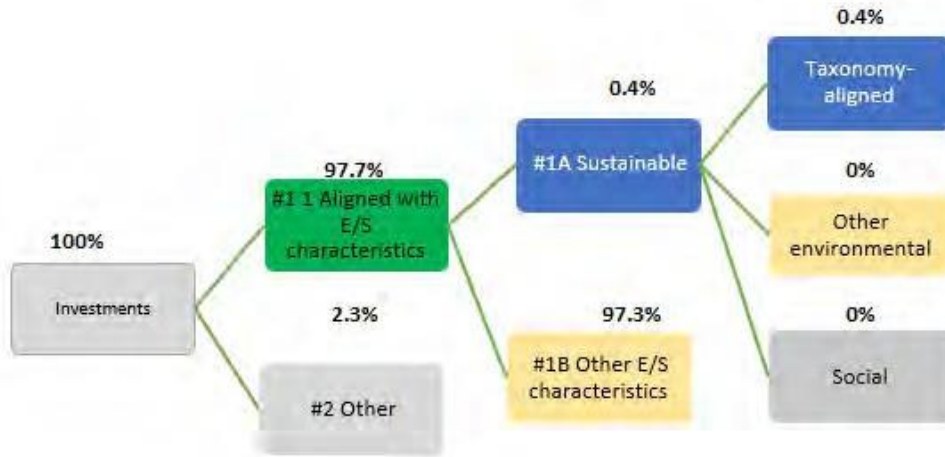 0.4%
Taxonomy-
aligned
0.4%
#1A Sustainable
97.7%
#1 1 Aligned with
E/S
characteristics
0%
Other
environmental
100%
Investments
2.3%
#2 Other
97.3%
#1B Other E/S
characteristics
0%
Social